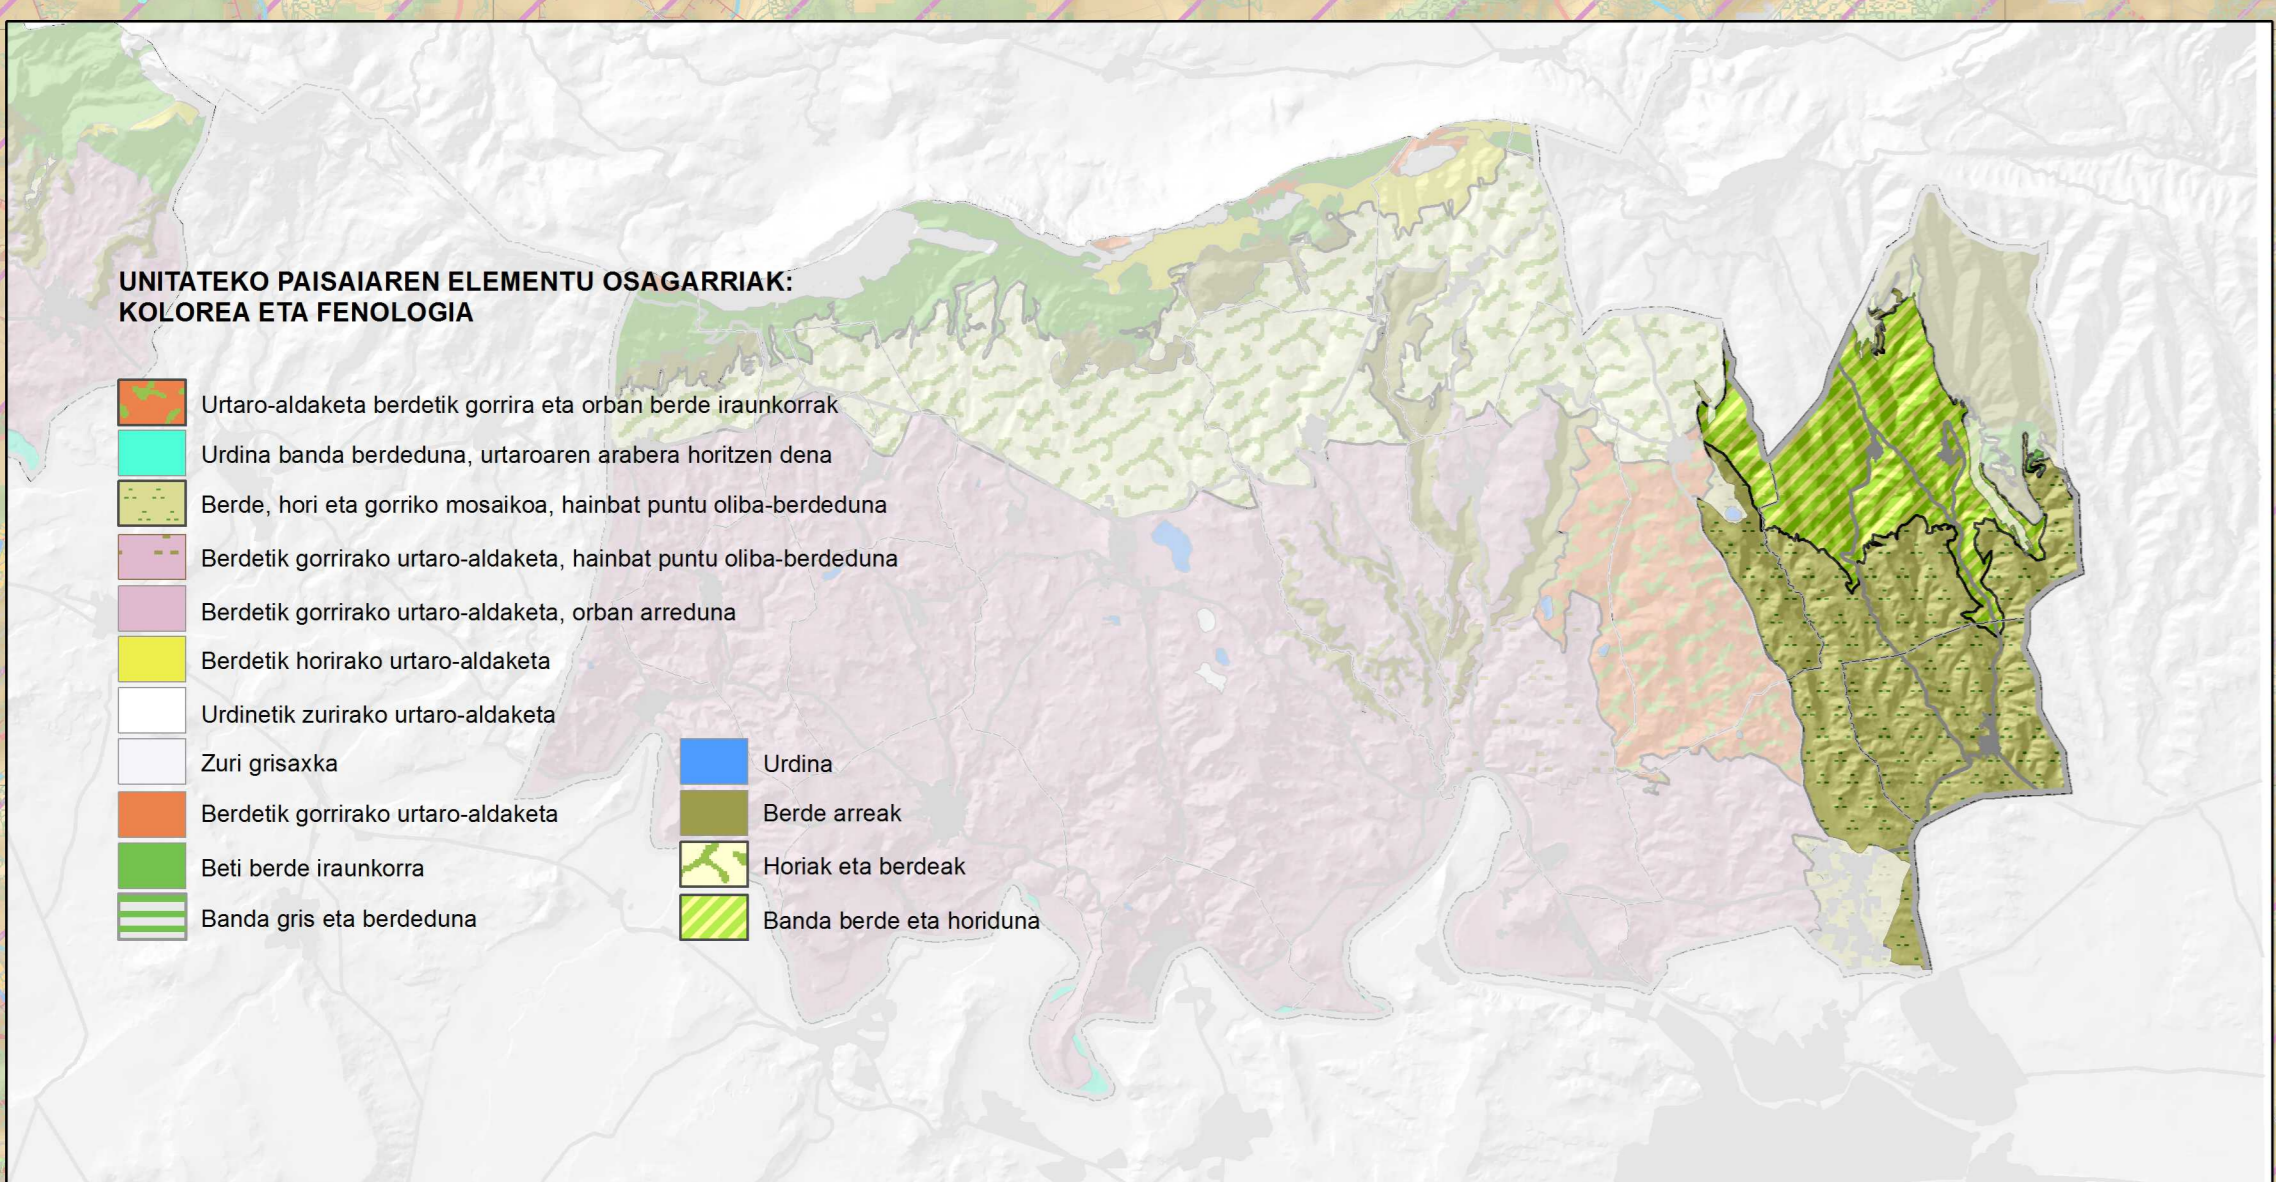 UNITATEKO PAISAIAREN ELEMENTU OSAGARRIAK:
KOLOREA ETA FENOLOGIA
Urtaro-aldaketa berdetik gorrira eta orban berde iraunkorrak
Urdina banda berdeduna, urtaroaren arabera horitzen dena
Berde, hori eta gorriko mosaikoa, hainbat puntu oliba-berdeduna
Berdetik gorrirako urtaro-aldaketa, hainbat puntu oliba-berdeduna
Berdetik gorrirako urtaro-aldaketa, orban arreduna
Berdetik horirako urtaro-aldaketa
Urdinetik zurirako urtaro-aldaketa
Zuri grisaxka
Berdetik gorrirako urtaro-aldaketa
Beti berde iraunkorra
Banda gris eta berdeduna
Urdina
Berde arreak
Horiak eta berdeak
Banda berde eta horiduna